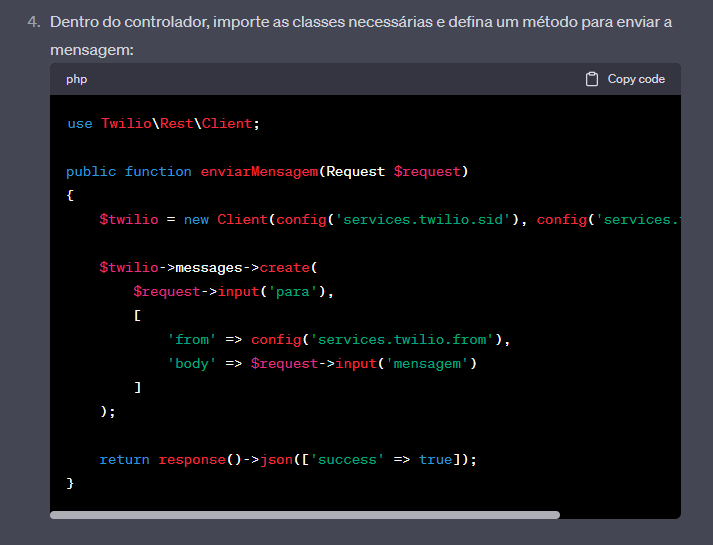 4. Dentro do controlador, importe as classes necessárias e defina um método para enviar a
mensagem:
php
Copy code
use Twilio\Rest\Client;
public function enviarMensagem(Request $request)
{
    $twilio = new Client(config('services.twilio.sid'), config('services.
    $twilio->messages->create(
        $request->input('para'),
        [
            'from' => config('services.twilio.from'),
            'body' => $request->input('mensagem')
        ]
    );
    return response()->json(['success' => true]);
}